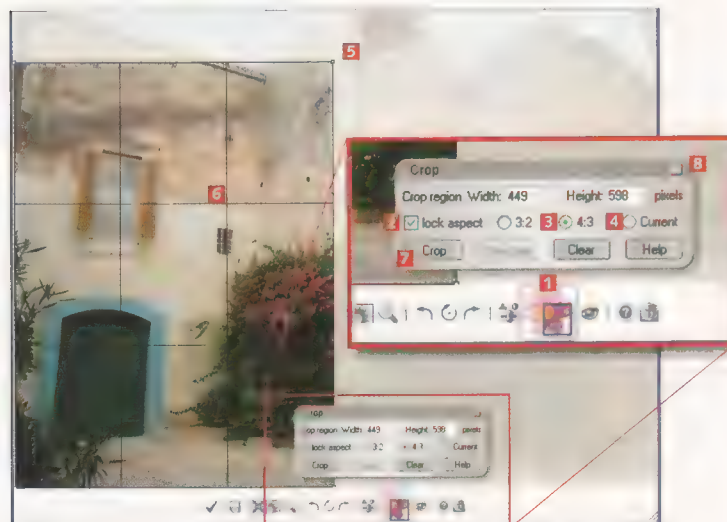 5
Crop
8
Crop region Width: 449 Height: 598 pixels
6
2 lock aspect 3:2 3 4:3 4 Current
7 Crop Clear Help
1
rop
op region Width: 449 Height: 598 pixels
lock aspect 3:2 4:3 Current
Crop Clear Help